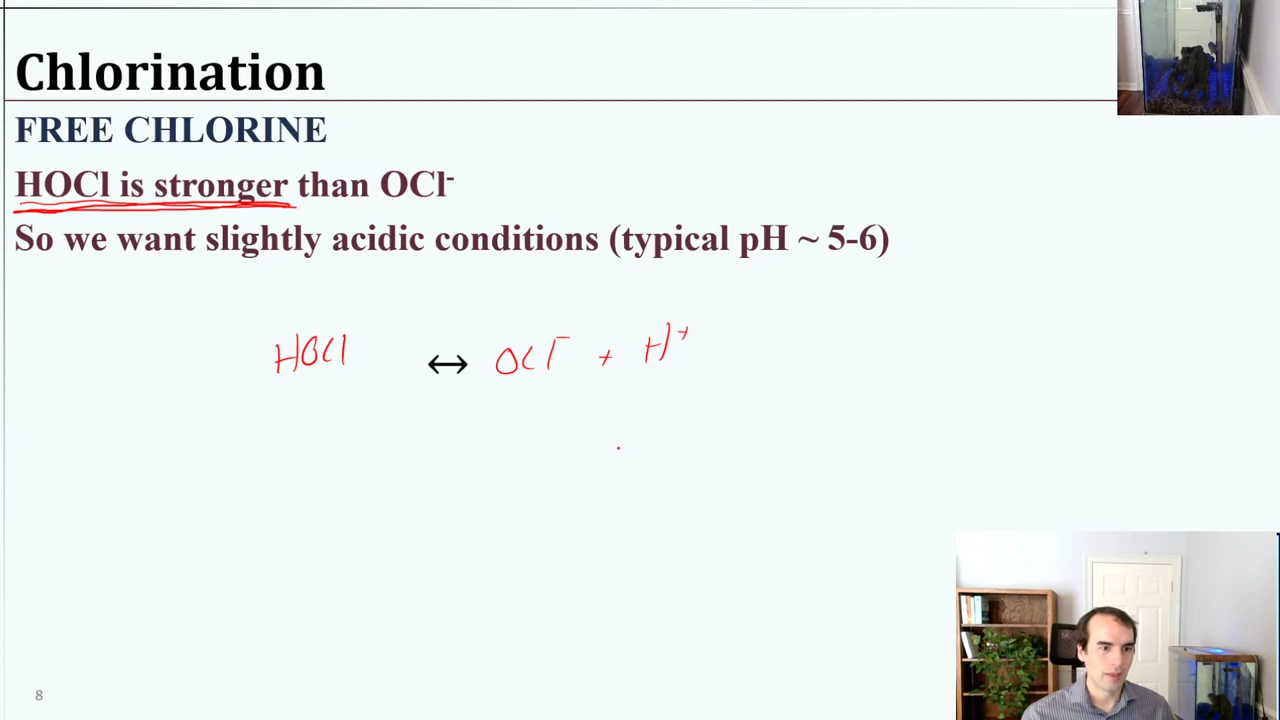 Chlorination
FREE CHLORINE
HOCl is stronger than OCl⁻
So we want slightly acidic conditions (typical pH ~ 5-6)
HOCl ↔ OCl⁻ + H⁺
8